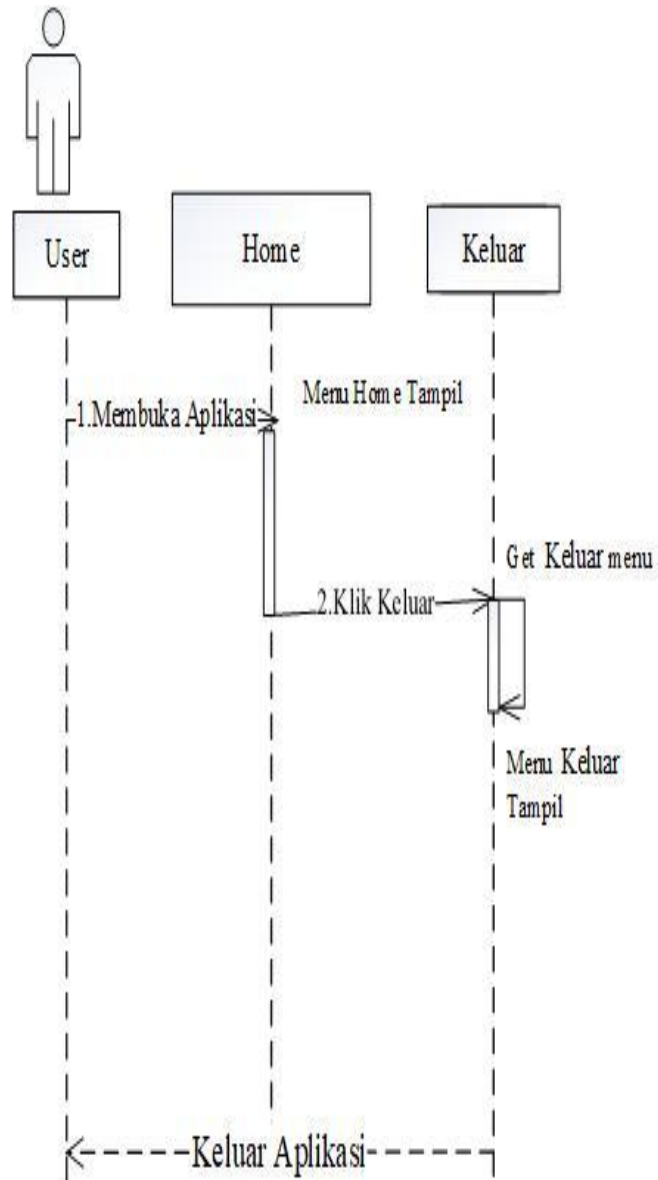 User
Home
Keluar
1.Membuka Aplikasi
Menu Home Tampil
Get Keluar menu
2.Klik Keluar
Menu Keluar
Tampil
Keluar Aplikasi